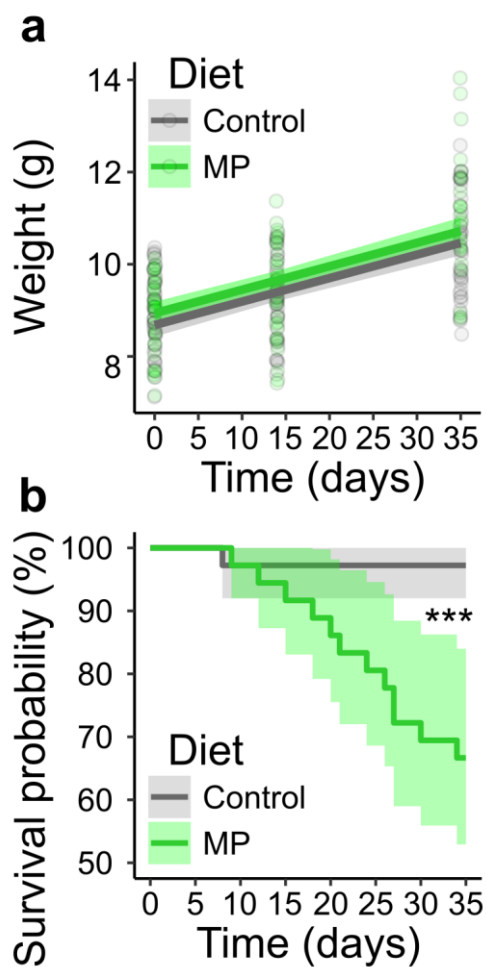 a
Weight (g)
14
12
10
8
Diet
Control
MP
0 5 10 15 20 25 30 35
Time (days)
b
Survival probability (%)
100
90
80
70
60
50
***
Diet
Control
MP
0 5 10 15 20 25 30 35
Time (days)